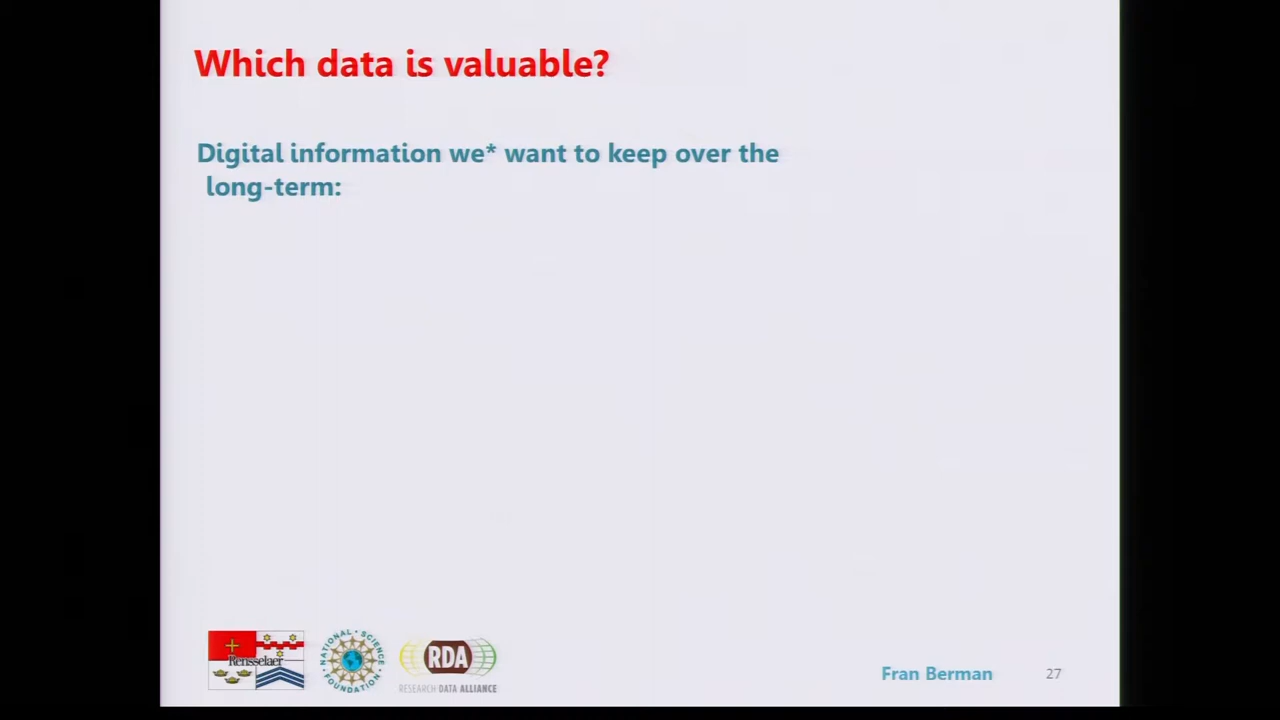 Which data is valuable?
Digital information we* want to keep over the
long-term:
Rensselaer
NATIONAL SCIENCE FOUNDATION
RDA
RESEARCH DATA ALLIANCE
Fran Berman
27